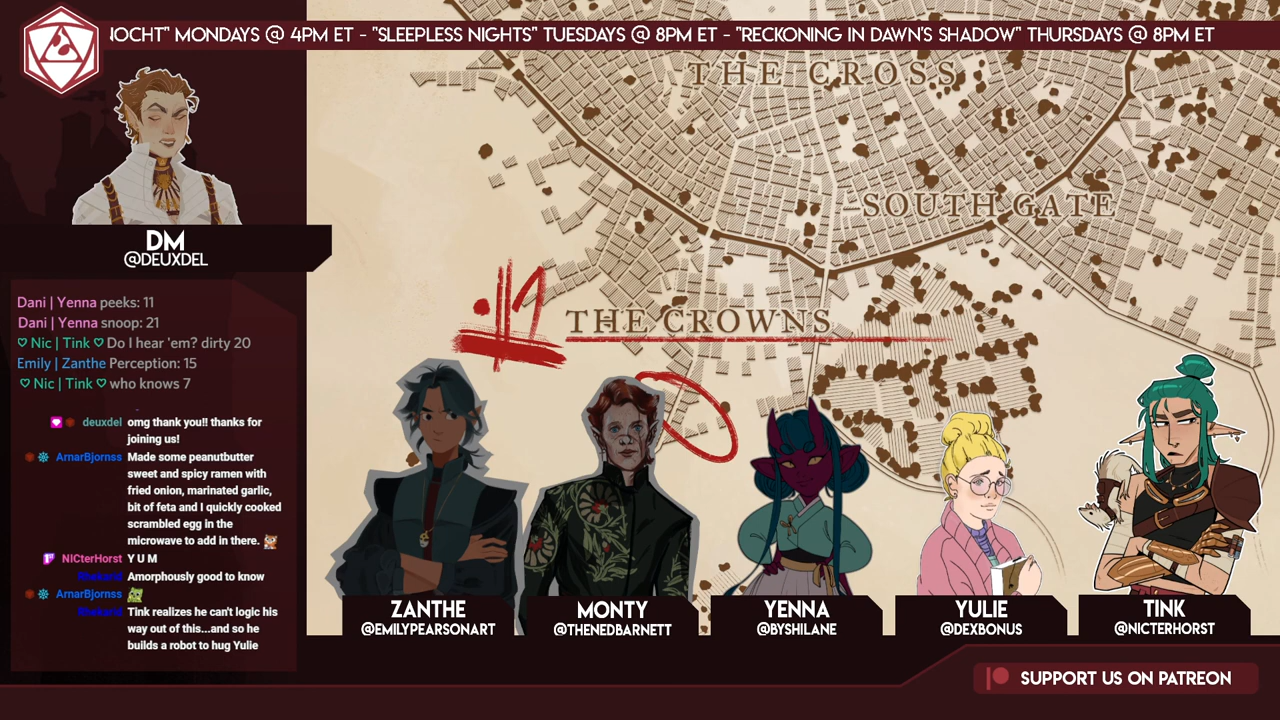 NOCHT" MONDAYS @ 4PM ET - "SLEEPLESS NIGHTS" TUESDAYS @ 8PM ET - "RECKONING IN DAWN'S SHADOW" THURSDAYS @ 8PM ET
THE CROSS
SOUTH GATE
THE CROWNS
DM
@DEUXDEL
Dani | Yenna peeks: 11
Dani | Yenna snoop: 21
♡ Nic | Tink ♡ Do I hear 'em? dirty 20
Emily | Zanthe Perception: 15
♡ Nic | Tink ♡ who knows 7
deuxdel omg thank you!! thanks for
joining us!
ArnarBjornss Made some peanutbutter
sweet and spicy ramen with
fried onion, marinated garlic,
bit of feta and I quickly cooked
scrambled egg in the
microwave to add in there.
NICterHorst Y U M
Amorphously good to know
ArnarBjornss
Tink realizes he can't logic his
way out of this...and so he
builds a robot to hug Yulie
ZANTHE
@EMILYPEARSONART
MONTY
@THENEDBARNETT
YENNA
@BYSHILANE
YULIE
@DEXBONUS
TINK
@NICTERHORST
SUPPORT US ON PATREON